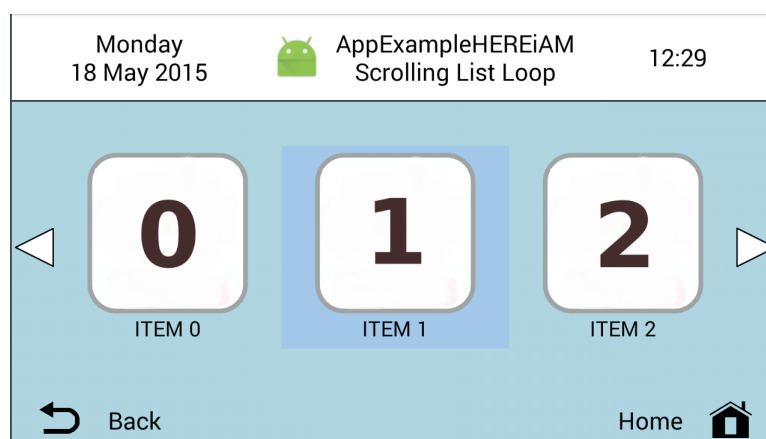 Monday
18 May 2015
AppExampleHEREiAM
Scrolling List Loop
12:29
0
1
2
ITEM 0
ITEM 1
ITEM 2
Back
Home